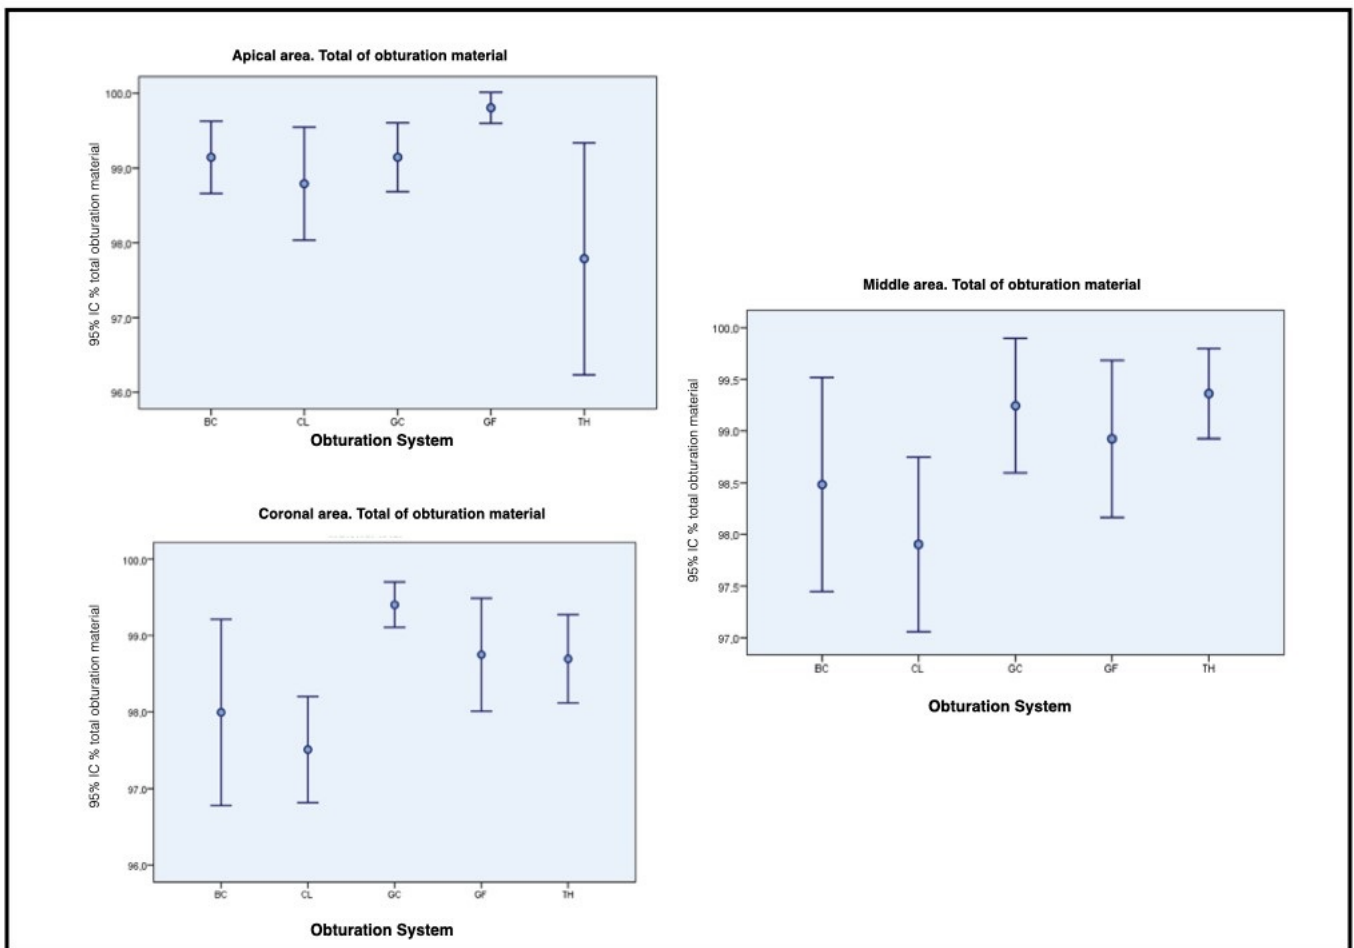 Apical area. Total of obturation material
95% IC % total obturation material
100,0
99,0
98,0
97,0
96,0
BC CL GC GF TH
Obturation System
Middle area. Total of obturation material
95% IC % total obturation material
100,0
99,5
99,0
98,5
98,0
97,5
97,0
BC CL GC GF TH
Obturation System
Coronal area. Total of obturation material
95% IC % total obturation material
100,0
99,0
98,0
97,0
96,0
BC CL GC GF TH
Obturation System